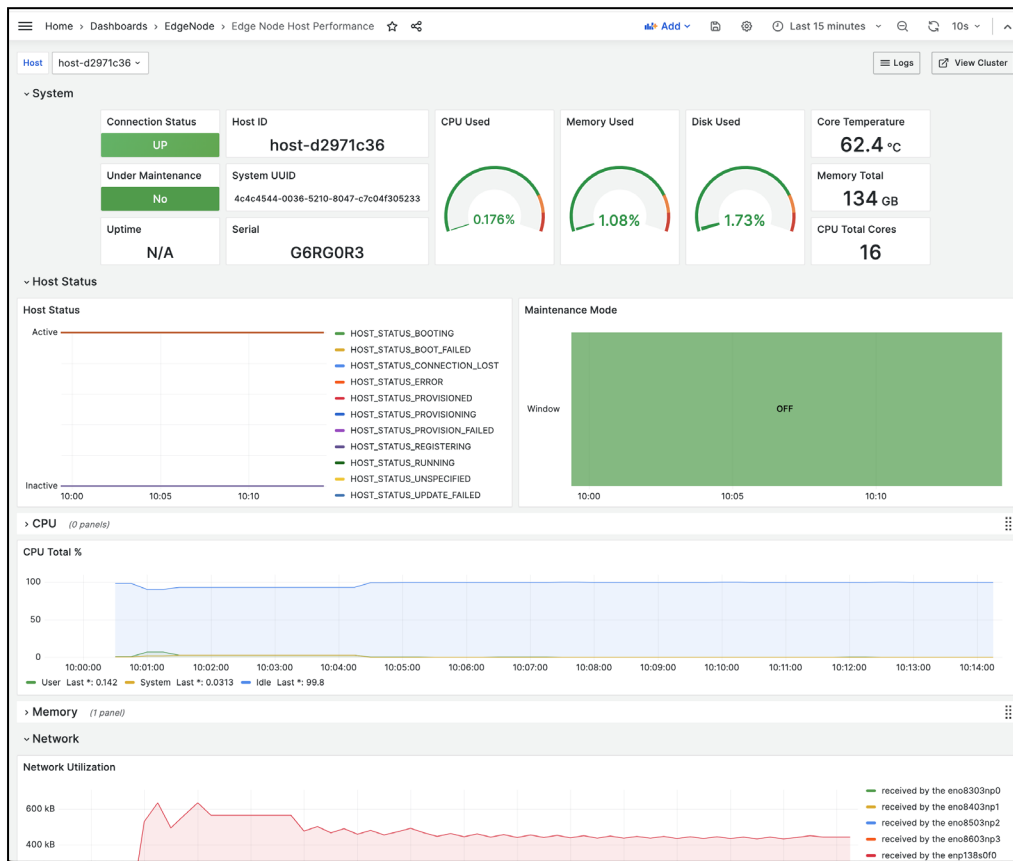 Home › Dashboards › EdgeNode › Edge Node Host Performance
Add
Last 15 minutes
10s
Host
host-d2971c36
Logs
View Cluster
System
Connection Status
UP
Under Maintenance
No
Uptime
N/A
Host ID
host-d2971c36
System UUID
4c4c4544-0036-5210-8047-c7c04f305233
Serial
G6RG0R3
CPU Used
0.176%
Memory Used
1.08%
Disk Used
1.73%
Core Temperature
62.4 °C
Memory Total
134 GB
CPU Total Cores
16
Host Status
Host Status
Active
Inactive
10:00 10:05 10:10
HOST_STATUS_BOOTING
HOST_STATUS_BOOT_FAILED
HOST_STATUS_CONNECTION_LOST
HOST_STATUS_ERROR
HOST_STATUS_PROVISIONED
HOST_STATUS_PROVISIONING
HOST_STATUS_PROVISION_FAILED
HOST_STATUS_REGISTERING
HOST_STATUS_RUNNING
HOST_STATUS_UNSPECIFIED
HOST_STATUS_UPDATE_FAILED
Maintenance Mode
Window
OFF
10:00 10:05 10:10
CPU (0 panels)
CPU Total %
100
50
0
10:00:00 10:01:00 10:02:00 10:03:00 10:04:00 10:05:00 10:06:00 10:07:00 10:08:00 10:09:00 10:10:00 10:11:00 10:12:00 10:13:00 10:14:00
User Last *: 0.142 System Last *: 0.0313 Idle Last *: 99.8
Memory (1 panel)
Network
Network Utilization
600 kB
400 kB
received by the eno8303np0
received by the eno8403np1
received by the eno8503np2
received by the eno8603np3
received by the enp138s0f0